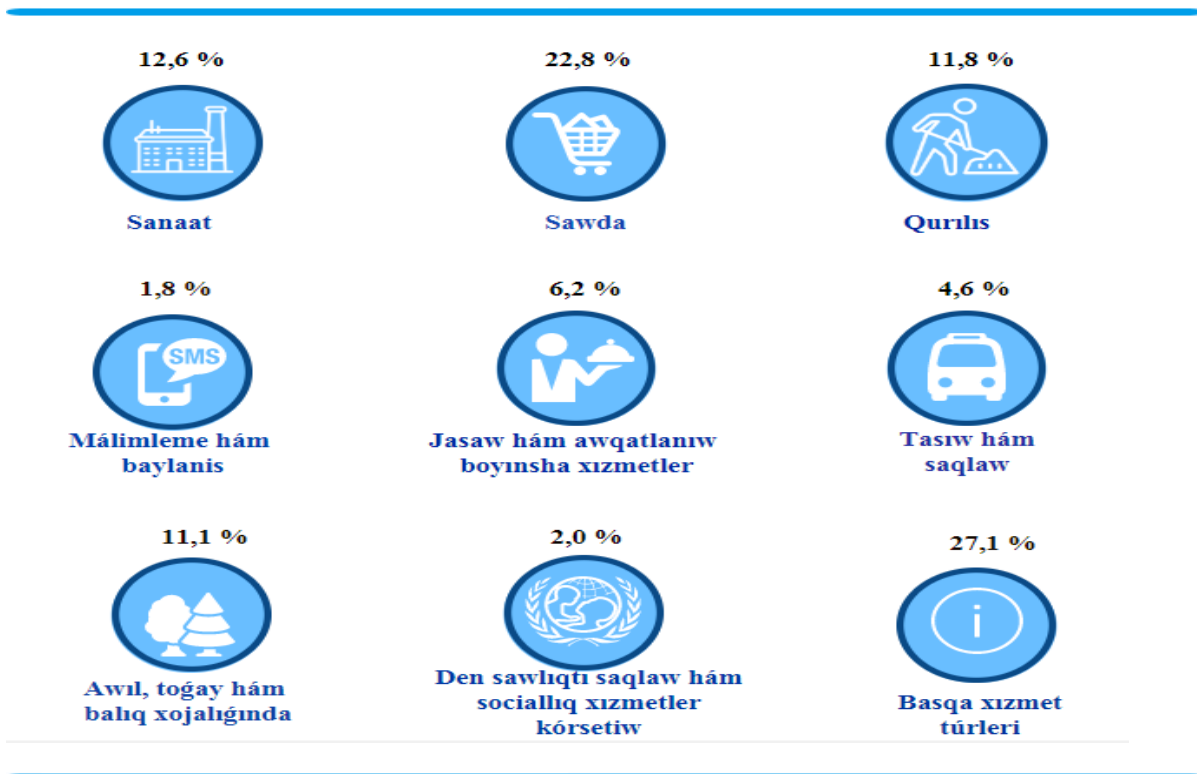 12,6 %
22,8 %
11,8 %
Sanaat
Sawda
Qurılıs
1,8 %
6,2 %
4,6 %
SMS
Málimleme hám
baylanis
Jasaw hám awqatlanıw
boyınsha xızmetler
Tasıw hám
saqlaw
11,1 %
2,0 %
27,1 %
i
Awıl, toǵay hám
balıq xojalıǵında
Den sawlıqtı saqlaw hám
sociallıq xızmetler
kórsetiw
Basqa xızmet
túrleri